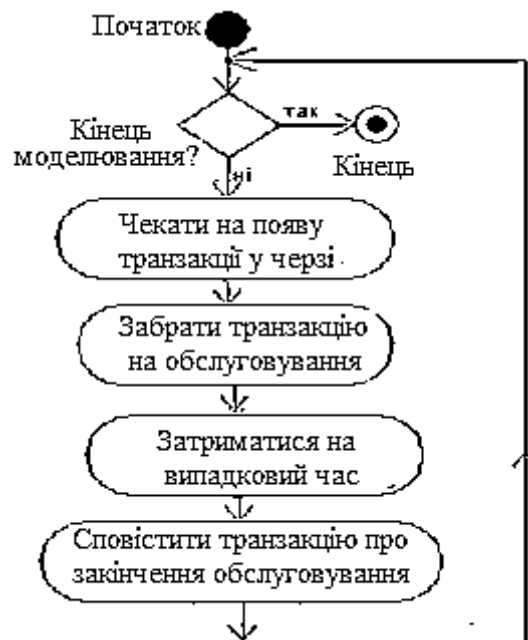 Початок
Кінець
моделювання?
так
Кінець
ні
Чекати на появу
транзакції у черзі
Забрати транзакцію
на обслуговування
Затриматися на
випадковий час
Сповістити транзакцію про
закінчення обслуговування